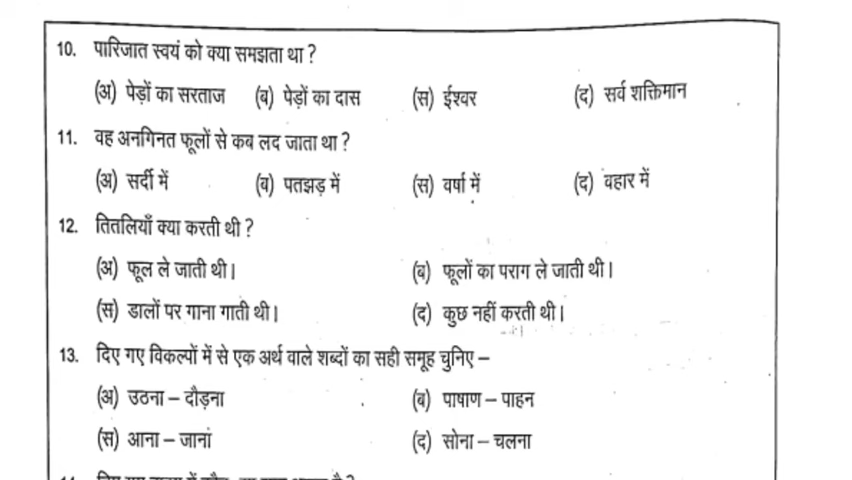 10. पारिजात स्वयं को क्या समझता था ?
(अ) पेड़ों का सरताज (ब) पेड़ों का दास (स) ईश्वर (द) सर्व शक्तिमान
11. वह अनगिनत फूलों से कब लद जाता था ?
(अ) सर्दी में (ब) पतझड़ में (स) वर्षा में (द) बहार में
12. तितलियाँ क्या करती थी ?
(अ) फूल ले जाती थी। (ब) फूलों का पराग ले जाती थी।
(स) डालों पर गाना गाती थी। (द) कुछ नहीं करती थी।
13. दिए गए विकल्पों में से एक अर्थ वाले शब्दों का सही समूह चुनिए –
(अ) उठना – दौड़ना (ब) पाषाण – पाहन
(स) आना – जाना (द) सोना – चलना